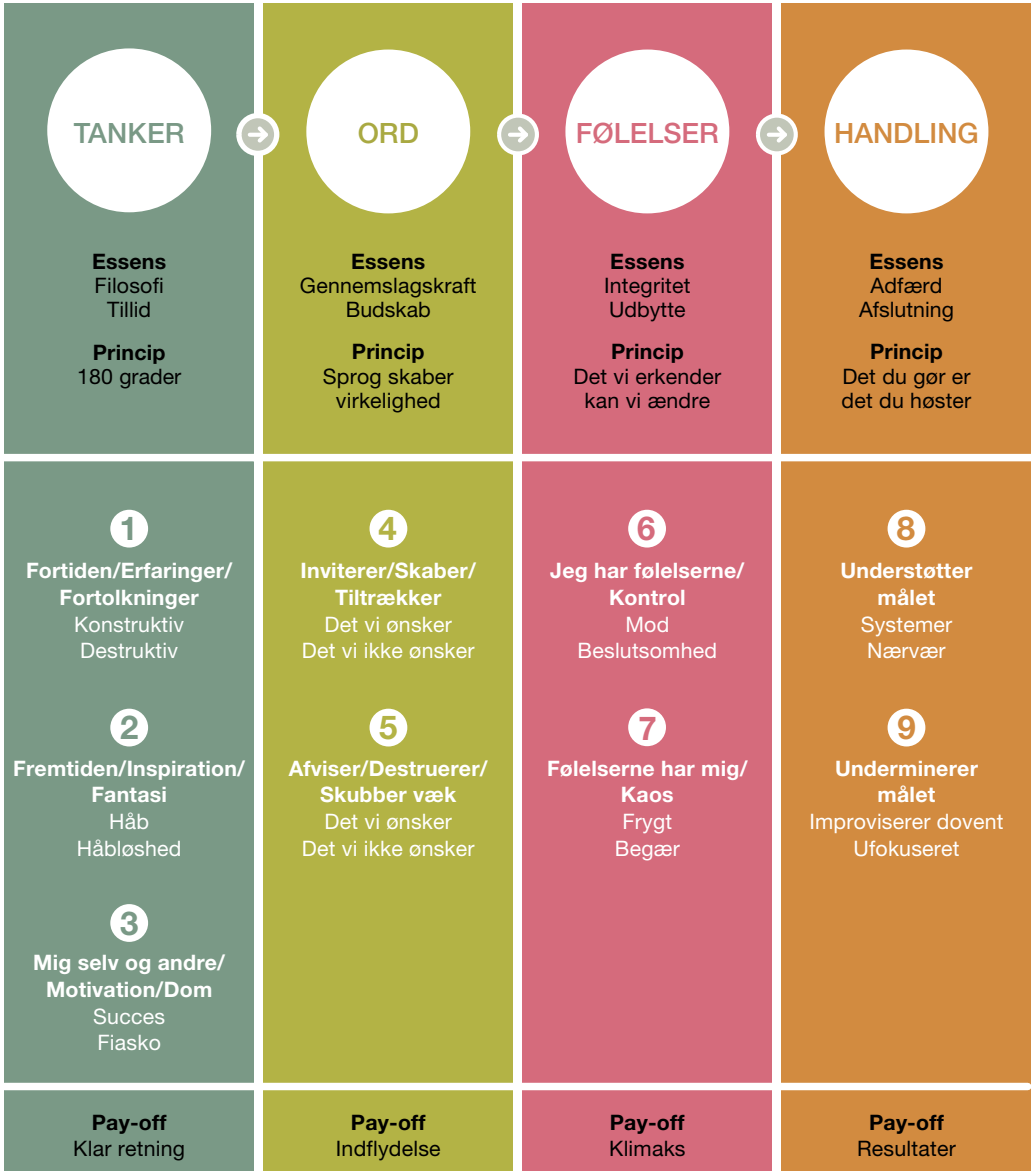 TANKER
Essens
Filosofi
Tillid
Princip
180 grader
1
Fortiden/Erfaringer/
Fortolkninger
Konstruktiv
Destruktiv
2
Fremtiden/Inspiration/
Fantasi
Håb
Håbløshed
3
Mig selv og andre/
Motivation/Dom
Succes
Fiasko
Pay-off
Klar retning
ORD
Essens
Gennemslagskraft
Budskab
Princip
Sprog skaber
virkelighed
4
Inviterer/Skaber/
Tiltrækker
Det vi ønsker
Det vi ikke ønsker
5
Afviser/Destruerer/
Skubber væk
Det vi ønsker
Det vi ikke ønsker
Pay-off
Indflydelse
FØLELSER
Essens
Integritet
Udbytte
Princip
Det vi erkender
kan vi ændre
6
Jeg har følelserne/
Kontrol
Mod
Beslutsomhed
7
Følelserne har mig/
Kaos
Frygt
Begær
Pay-off
Klimaks
HANDLING
Essens
Adfærd
Afslutning
Princip
Det du gør er
det du høster
8
Understøtter
målet
Systemer
Nærvær
9
Underminerer
målet
Improviserer dovent
Ufokuseret
Pay-off
Resultater